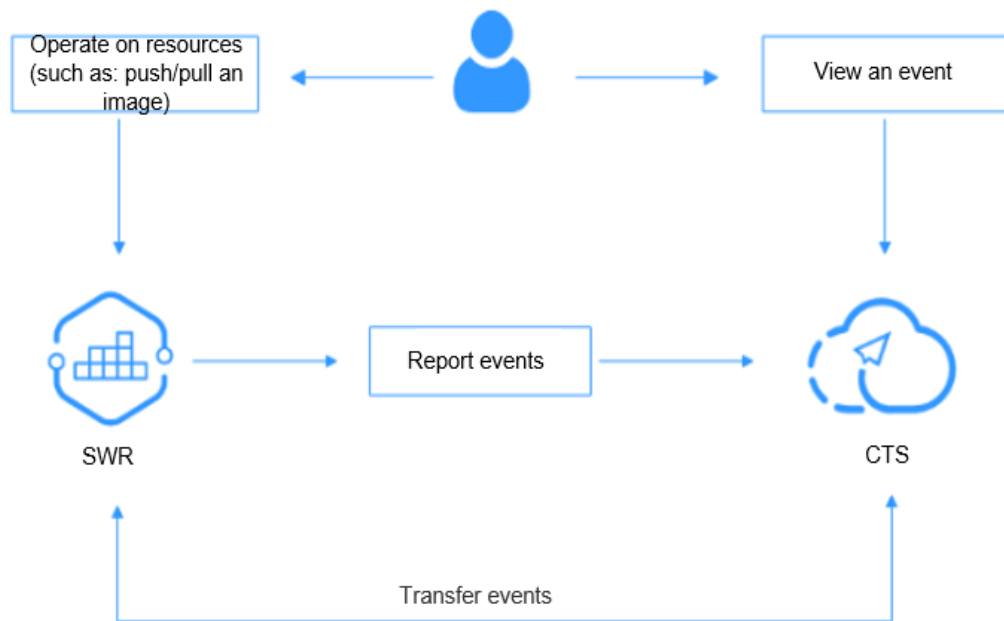 Operate on resources
(such as: push/pull an
image)
View an event
Report events
SWR
CTS
Transfer events